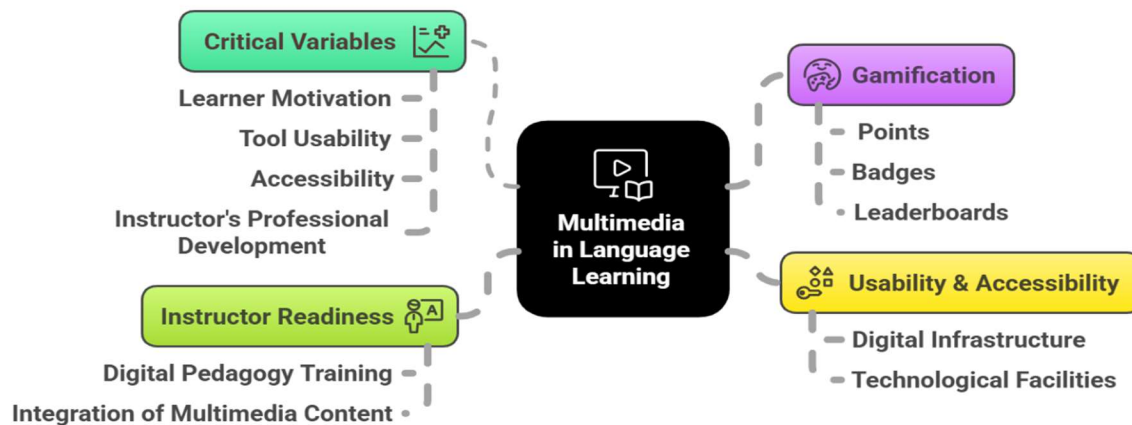 Critical Variables
Learner Motivation
Tool Usability
Accessibility
Instructor's Professional
Development
Instructor Readiness
A
Digital Pedagogy Training
Integration of Multimedia Content
Multimedia
in Language
Learning
Gamification
Points
Badges
Leaderboards
Usability & Accessibility
Digital Infrastructure
Technological Facilities